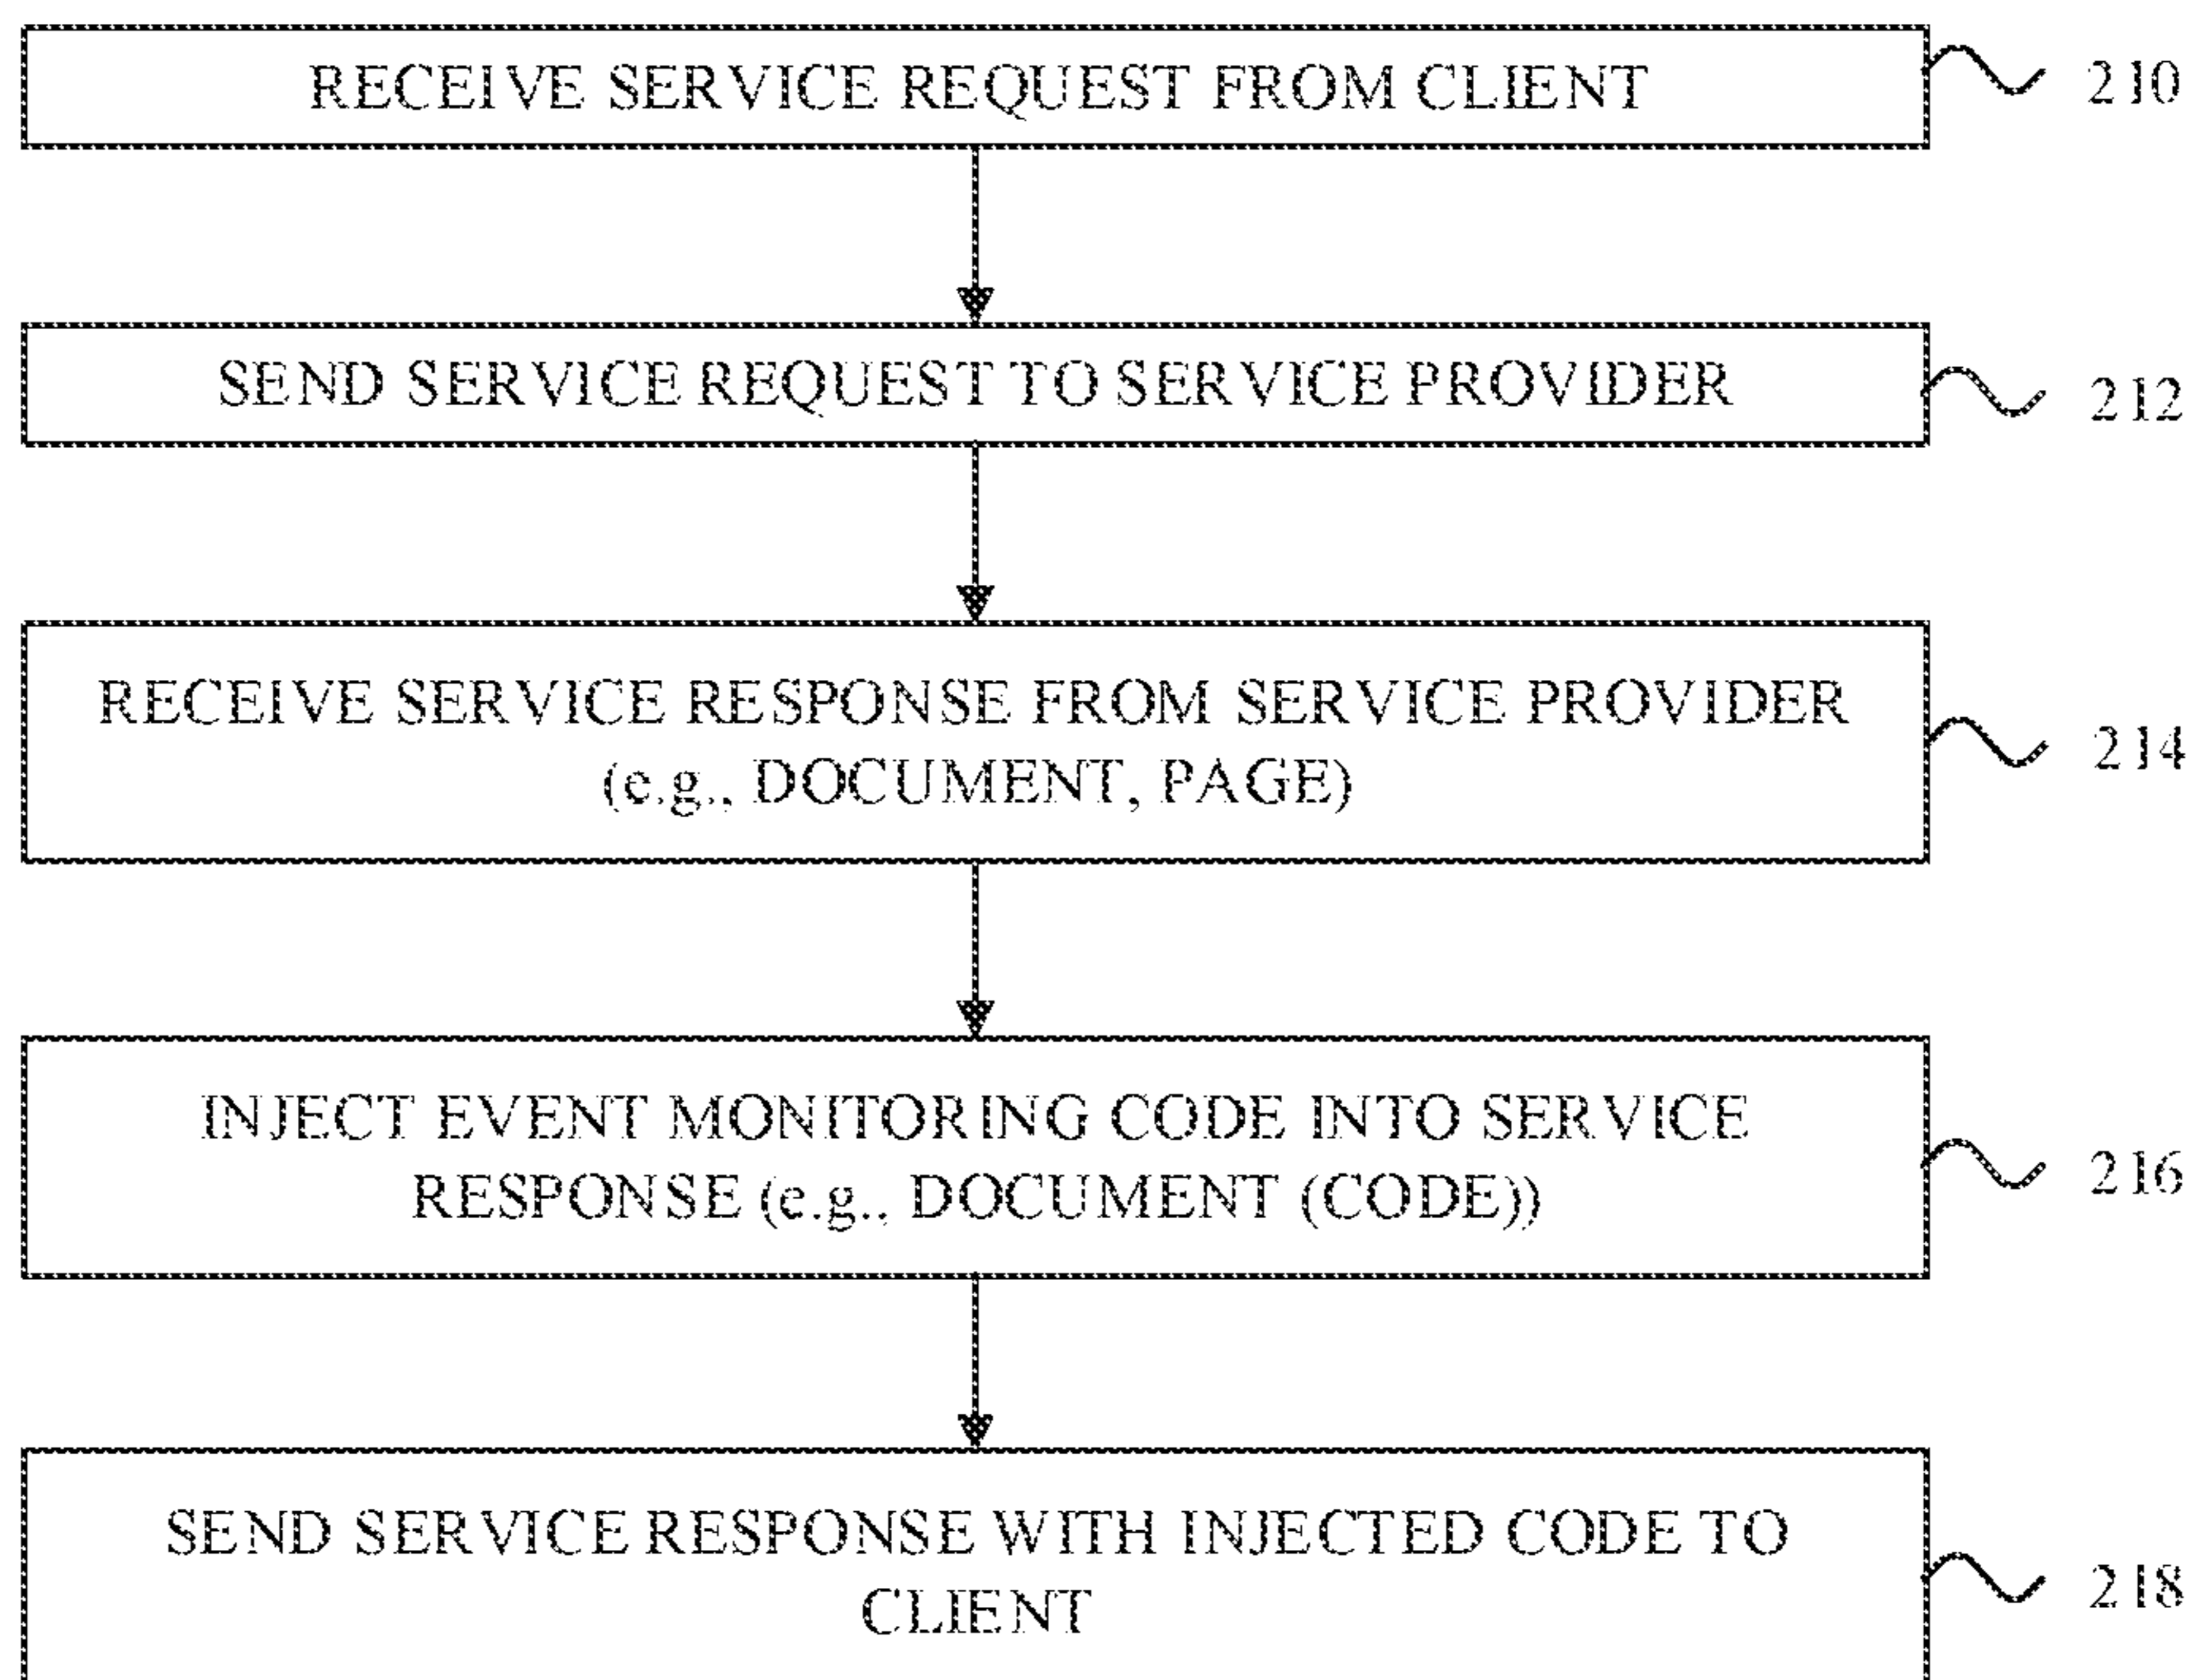 RECEIVE SERVICE REQUEST FROM CLIENT
210
SEND SERVICE REQUEST TO SERVICE PROVIDER
212
RECEIVE SERVICE RESPONSE FROM SERVICE PROVIDER
(e.g., DOCUMENT, PAGE)
214
INJECT EVENT MONITORING CODE INTO SERVICE
RESPONSE (e.g., DOCUMENT (CODE))
216
SEND SERVICE RESPONSE WITH INJECTED CODE TO
CLIENT
218